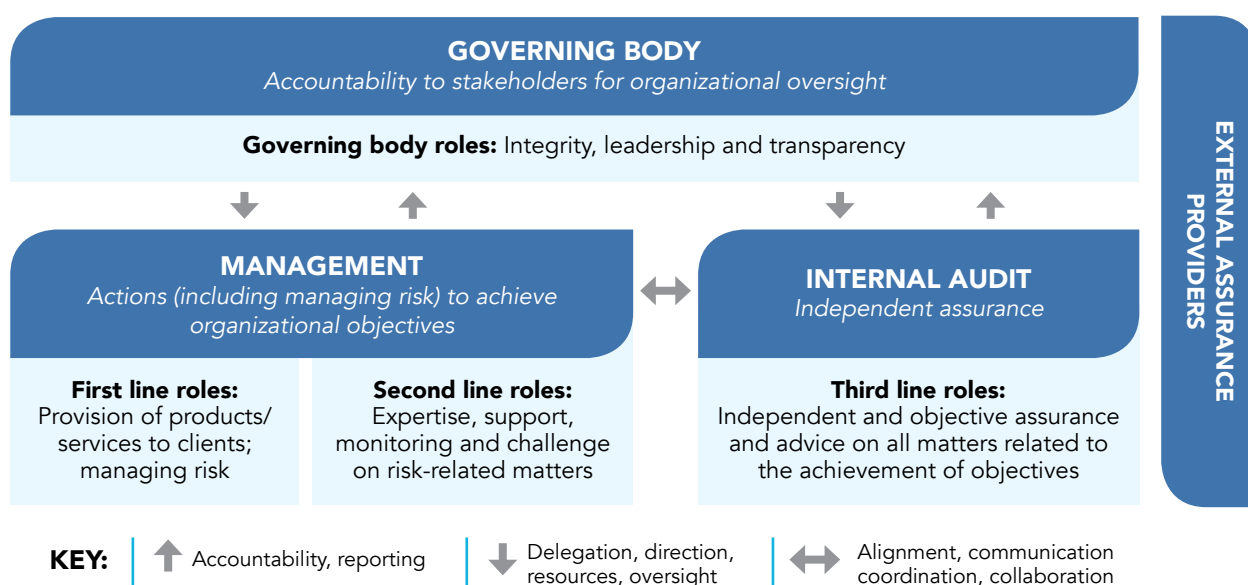 GOVERNING BODY
Accountability to stakeholders for organizational oversight
Governing body roles: Integrity, leadership and transparency
MANAGEMENT
Actions (including managing risk) to achieve
organizational objectives
INTERNAL AUDIT
Independent assurance
First line roles:
Provision of products/
services to clients;
managing risk
Second line roles:
Expertise, support,
monitoring and challenge
on risk-related matters
Third line roles:
Independent and objective assurance
and advice on all matters related to
the achievement of objectives
EXTERNAL ASSURANCE
PROVIDERS
KEY:
Accountability, reporting
Delegation, direction,
resources, oversight
Alignment, communication
coordination, collaboration